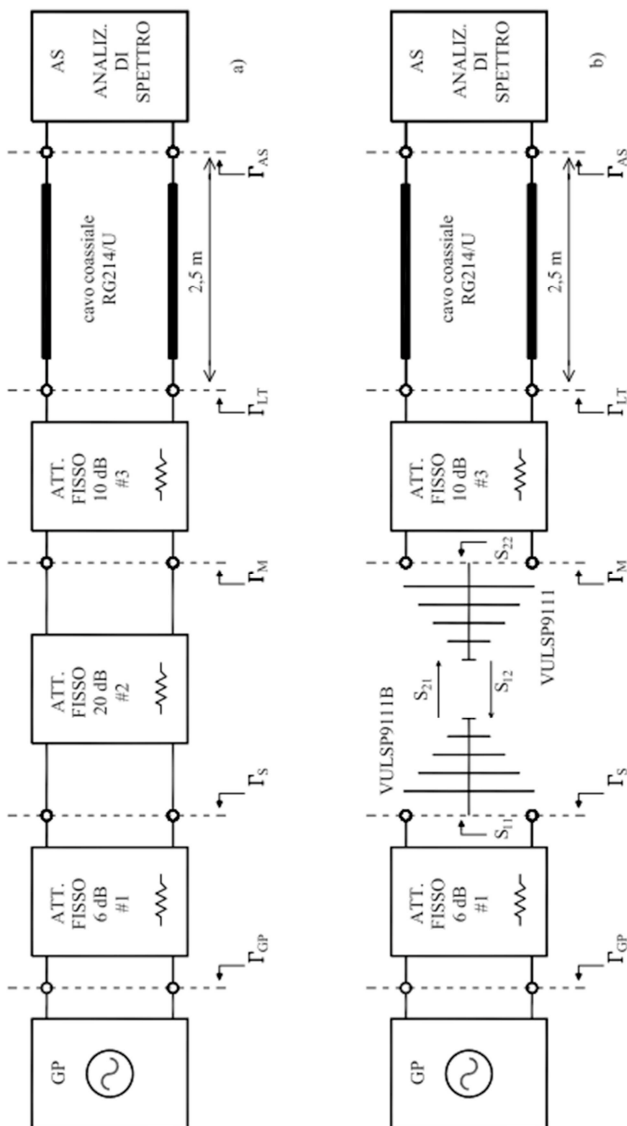 GP
ATT.
FISSO
6 dB
#1
ATT.
FISSO
20 dB
#2
ATT.
FISSO
10 dB
#3
cavo coassiale
RG214/U
2,5 m
AS
ANALIZ.
DI
SPETTRO
Γ_GP
Γ_S
Γ_M
Γ_LT
Γ_AS
a)
GP
ATT.
FISSO
6 dB
#1
VULSP9111B
S₁₁
S₂₁
S₁₂
S₂₂
VULSP9111
ATT.
FISSO
10 dB
#3
cavo coassiale
RG214/U
2,5 m
AS
ANALIZ.
DI
SPETTRO
Γ_GP
Γ_S
Γ_M
Γ_LT
Γ_AS
b)